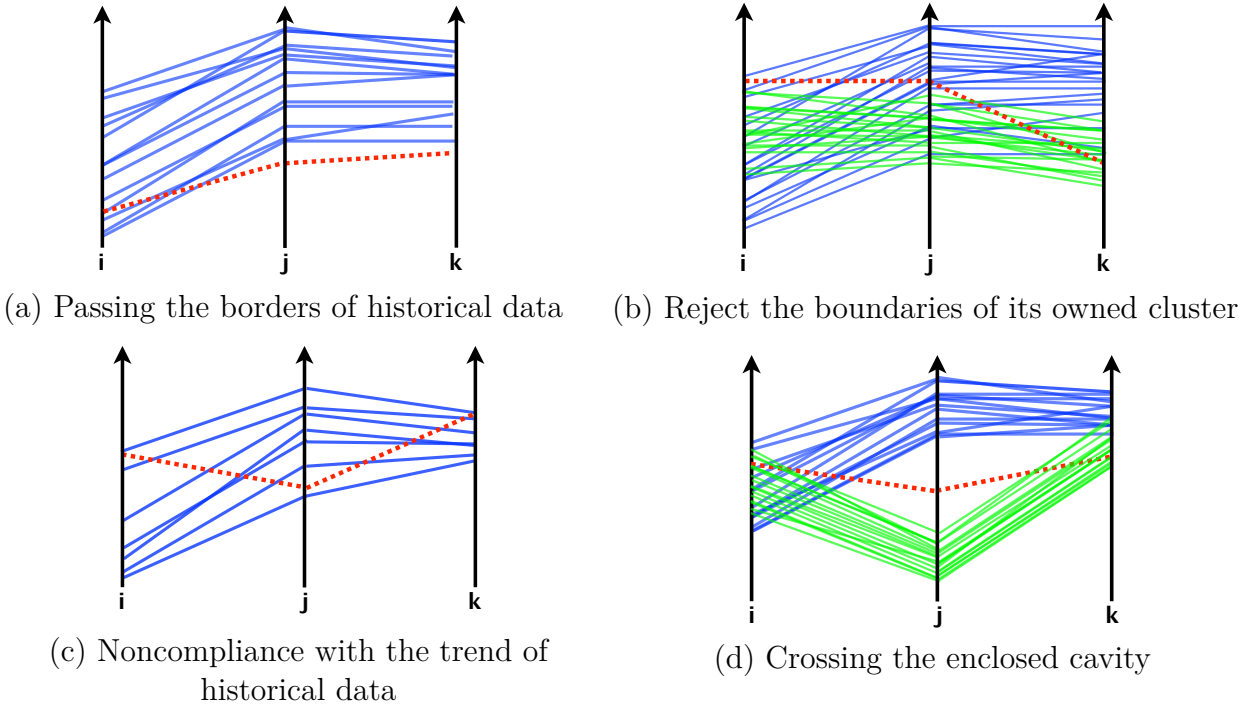 i j k
i j k
(a) Passing the borders of historical data
(b) Reject the boundaries of its owned cluster
i j k
i j k
(c) Noncompliance with the trend of
historical data
(d) Crossing the enclosed cavity